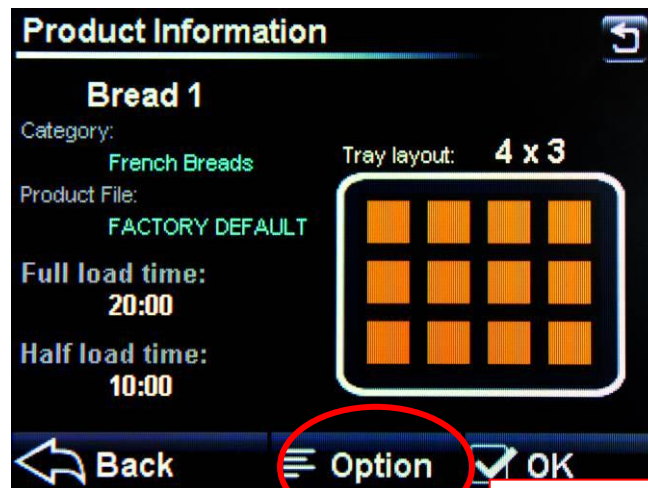 Product Information
Bread 1
Category:
French Breads
Product File:
FACTORY DEFAULT
Full load time:
20:00
Half load time:
10:00
Tray layout: 4 x 3
Back
Option
OK